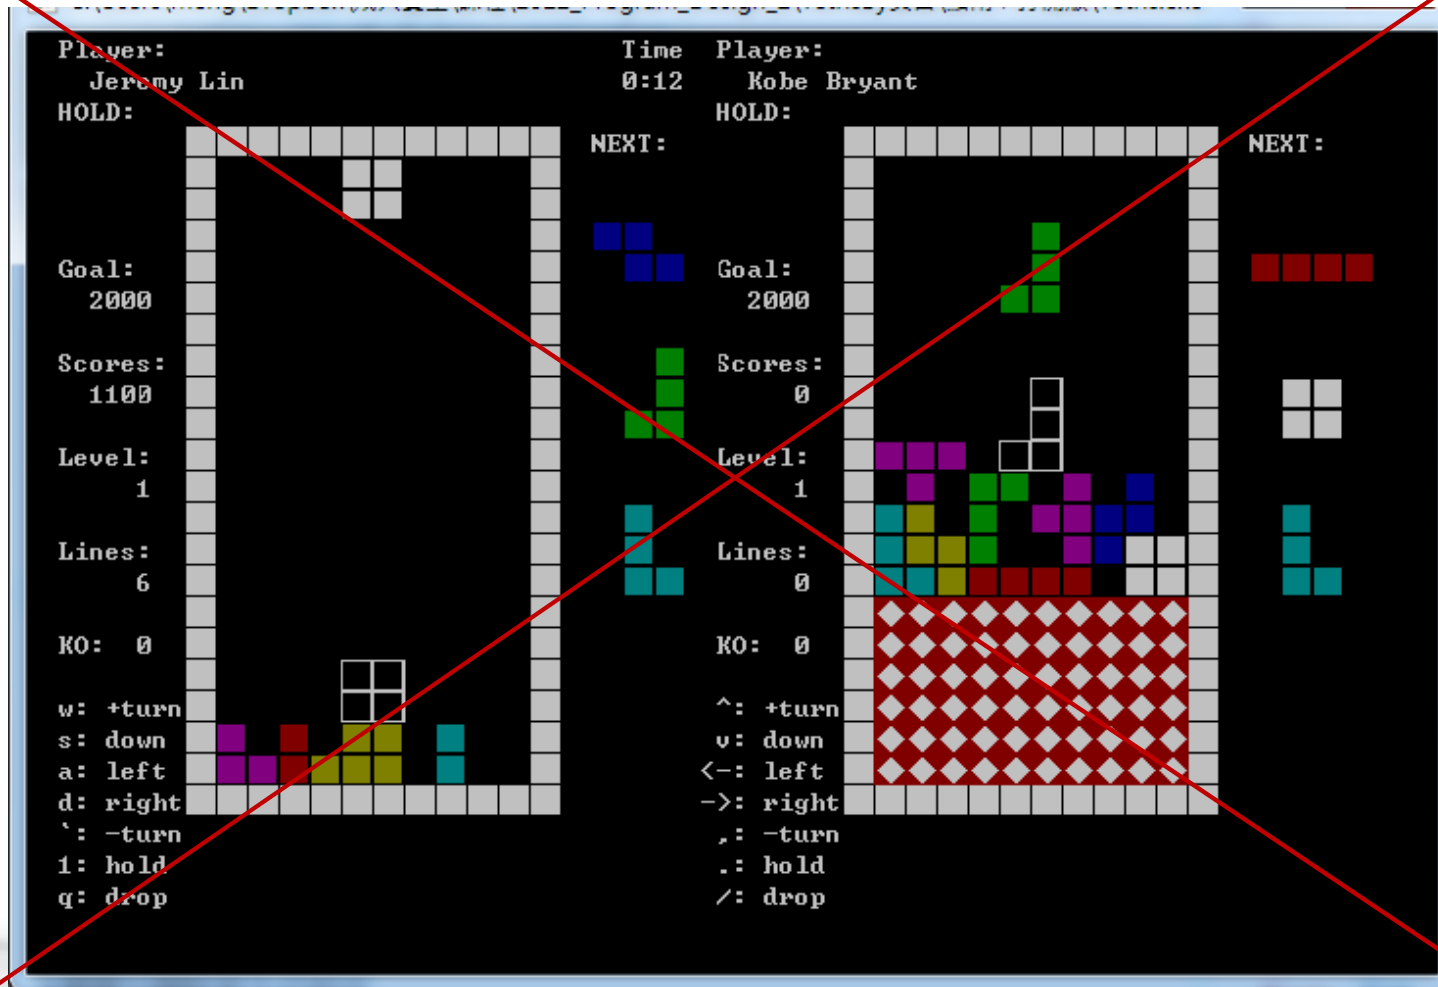 Player: Time Player:
Jeremy Lin 0:12 Kobe Bryant
HOLD: HOLD:
NEXT: NEXT:
Goal: Goal:
2000 2000
Scores: Scores:
1100 0
Level: Level:
1 1
Lines: Lines:
6 0
KO: 0 KO: 0
w: +turn ^: +turn
s: down v: down
a: left <-: left
d: right ->: right
`: -turn ,: -turn
1: hold .: hold
q: drop /: drop